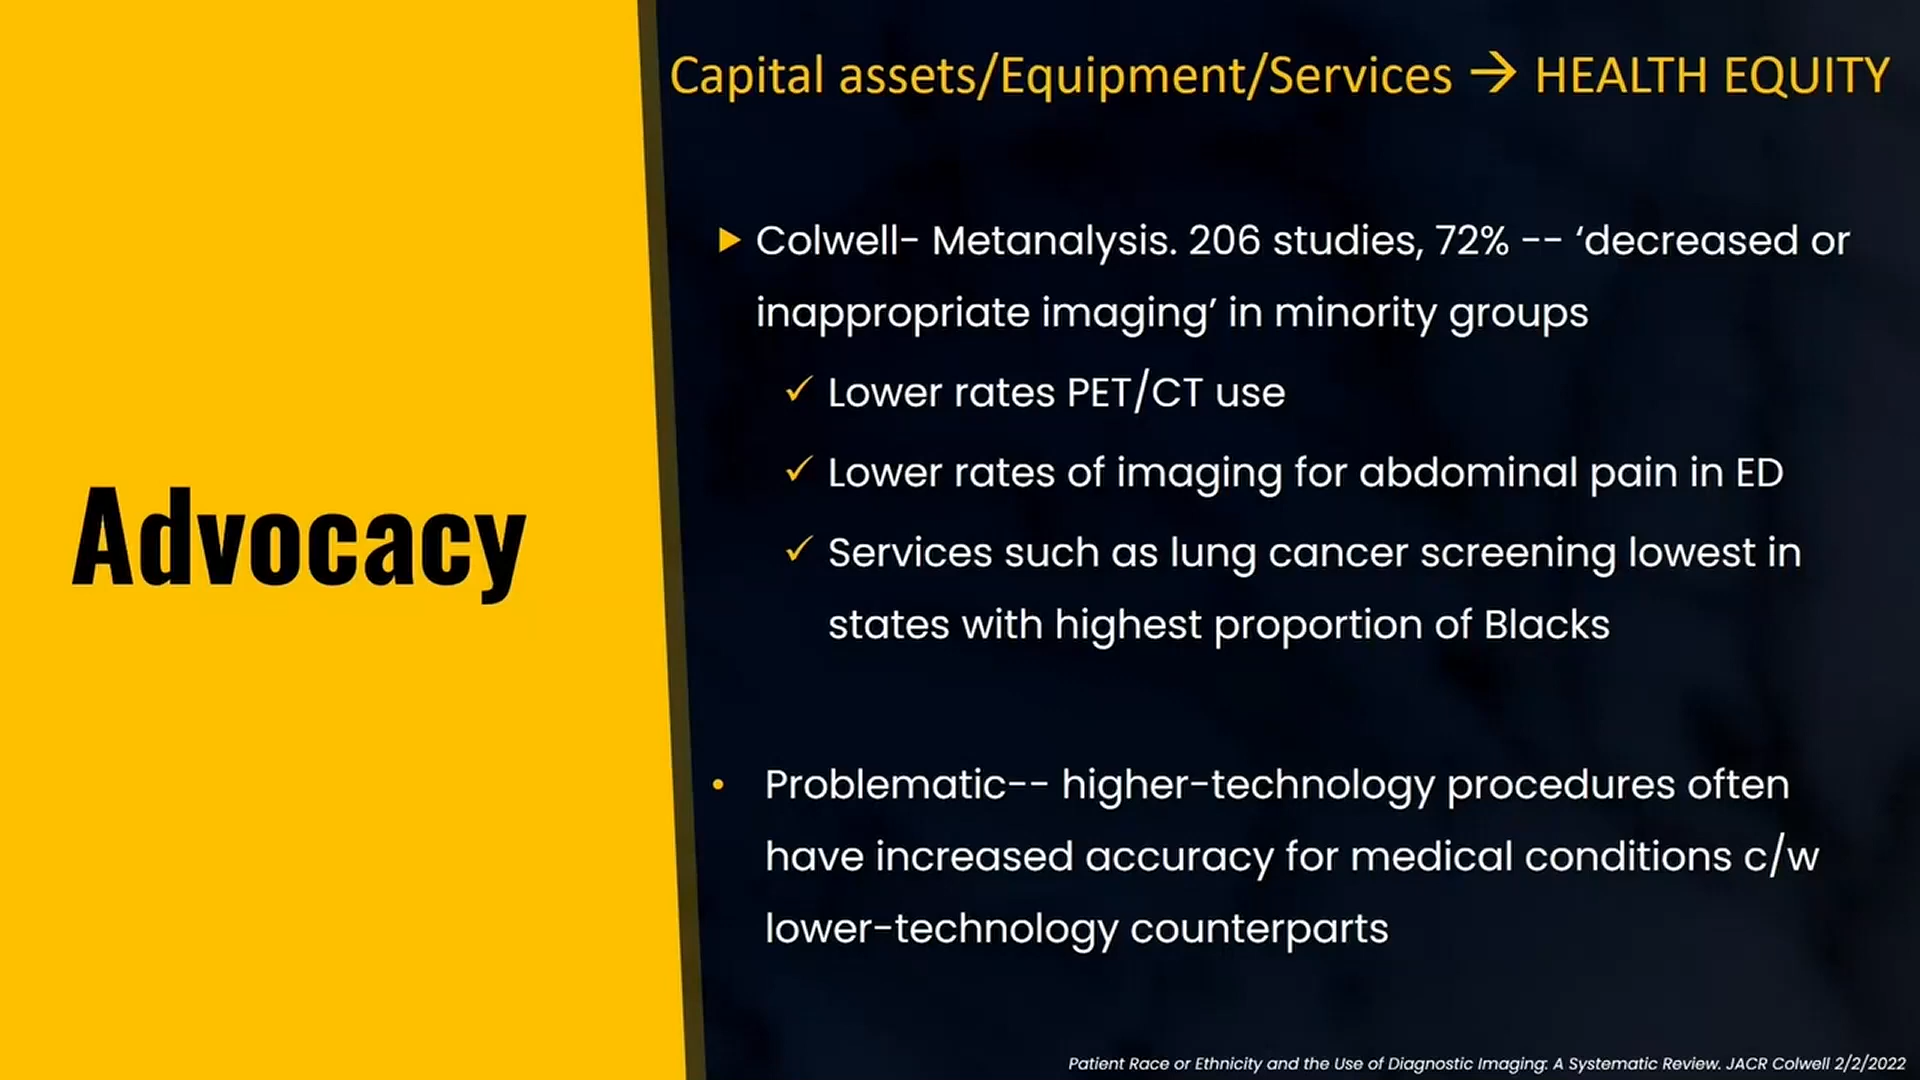 Advocacy
Capital assets/Equipment/Services → HEALTH EQUITY
Colwell- Metanalysis. 206 studies, 72% -- ‘decreased or
inappropriate imaging’ in minority groups
✓ Lower rates PET/CT use
✓ Lower rates of imaging for abdominal pain in ED
✓ Services such as lung cancer screening lowest in
states with highest proportion of Blacks
• Problematic-- higher-technology procedures often
have increased accuracy for medical conditions c/w
lower-technology counterparts
Patient Race or Ethnicity and the Use of Diagnostic Imaging: A Systematic Review. JACR Colwell 2/2/2022